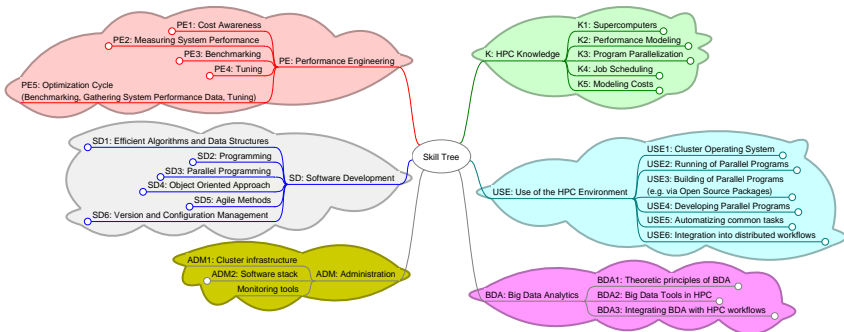 PE1: Cost Awareness
PE2: Measuring System Performance
PE3: Benchmarking
PE4: Tuning
PE5: Optimization Cycle
(Benchmarking, Gathering System Performance Data, Tuning)
PE: Performance Engineering
SD1: Efficient Algorithms and Data Structures
SD2: Programming
SD3: Parallel Programming
SD4: Object Oriented Approach
SD5: Agile Methods
SD6: Version and Configuration Management
SD: Software Development
ADM1: Cluster infrastructure
ADM2: Software stack
Monitoring tools
ADM: Administration
Skill Tree
K: HPC Knowledge
K1: Supercomputers
K2: Performance Modeling
K3: Program Parallelization
K4: Job Scheduling
K5: Modeling Costs
USE: Use of the HPC Environment
USE1: Cluster Operating System
USE2: Running of Parallel Programs
USE3: Building of Parallel Programs
(e.g. via Open Source Packages)
USE4: Developing Parallel Programs
USE5: Automatizing common tasks
USE6: Integration into distributed workflows
BDA: Big Data Analytics
BDA1: Theoretic principles of BDA
BDA2: Big Data Tools in HPC
BDA3: Integrating BDA with HPC workflows